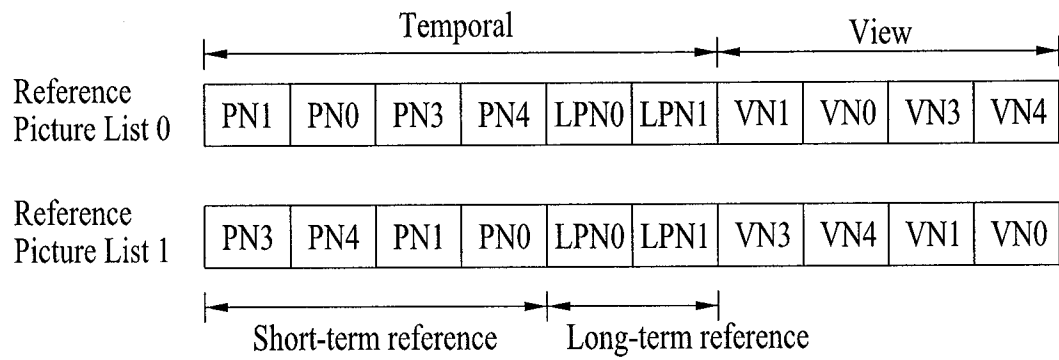 Temporal View
Reference
Picture List 0
PN1 PN0 PN3 PN4 LPN0 LPN1 VN1 VN0 VN3 VN4
Reference
Picture List 1
PN3 PN4 PN1 PN0 LPN0 LPN1 VN3 VN4 VN1 VN0
Short-term reference Long-term reference